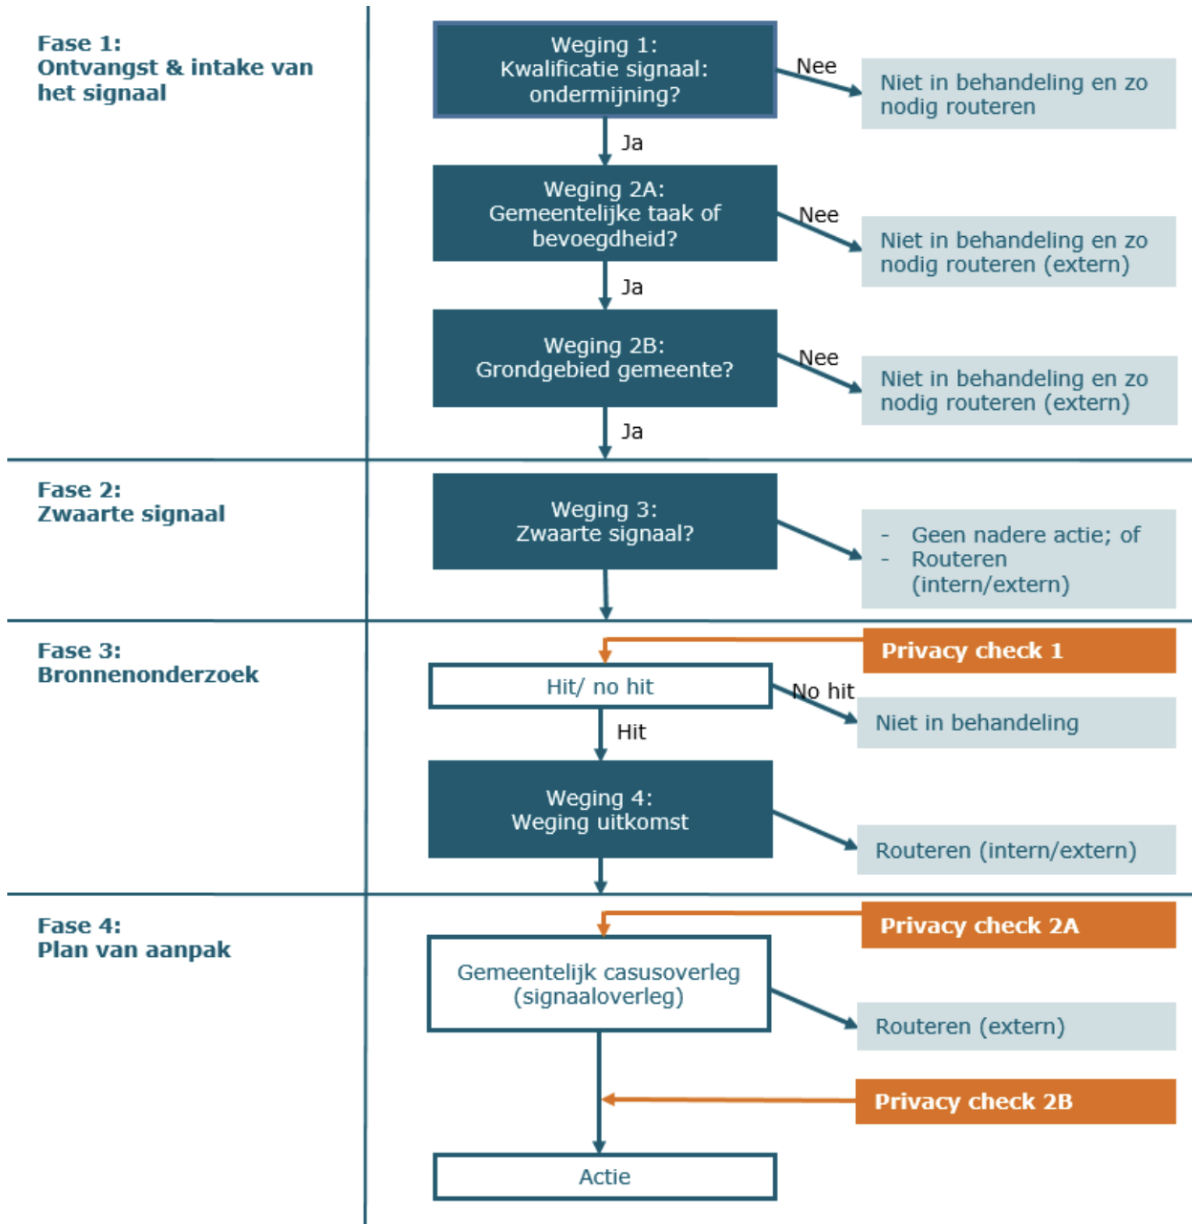 Fase 1:
Ontvangst & intake van
het signaal
Weging 1:
Kwalificatie signaal:
ondermijning?
Nee
Niet in behandeling en zo
nodig routeren
Ja
Weging 2A:
Gemeentelijke taak of
bevoegdheid?
Nee
Niet in behandeling en zo
nodig routeren (extern)
Ja
Weging 2B:
Grondgebied gemeente?
Nee
Niet in behandeling en zo
nodig routeren (extern)
Ja
Fase 2:
Zwaarte signaal
Weging 3:
Zwaarte signaal?
- Geen nadere actie; of
- Routeren
(intern/extern)
Fase 3:
Bronnenonderzoek
Privacy check 1
Hit/ no hit
No hit
Niet in behandeling
Hit
Weging 4:
Weging uitkomst
Routeren (intern/extern)
Fase 4:
Plan van aanpak
Privacy check 2A
Gemeentelijk casusoverleg
(signaaloverleg)
Routeren (extern)
Privacy check 2B
Actie